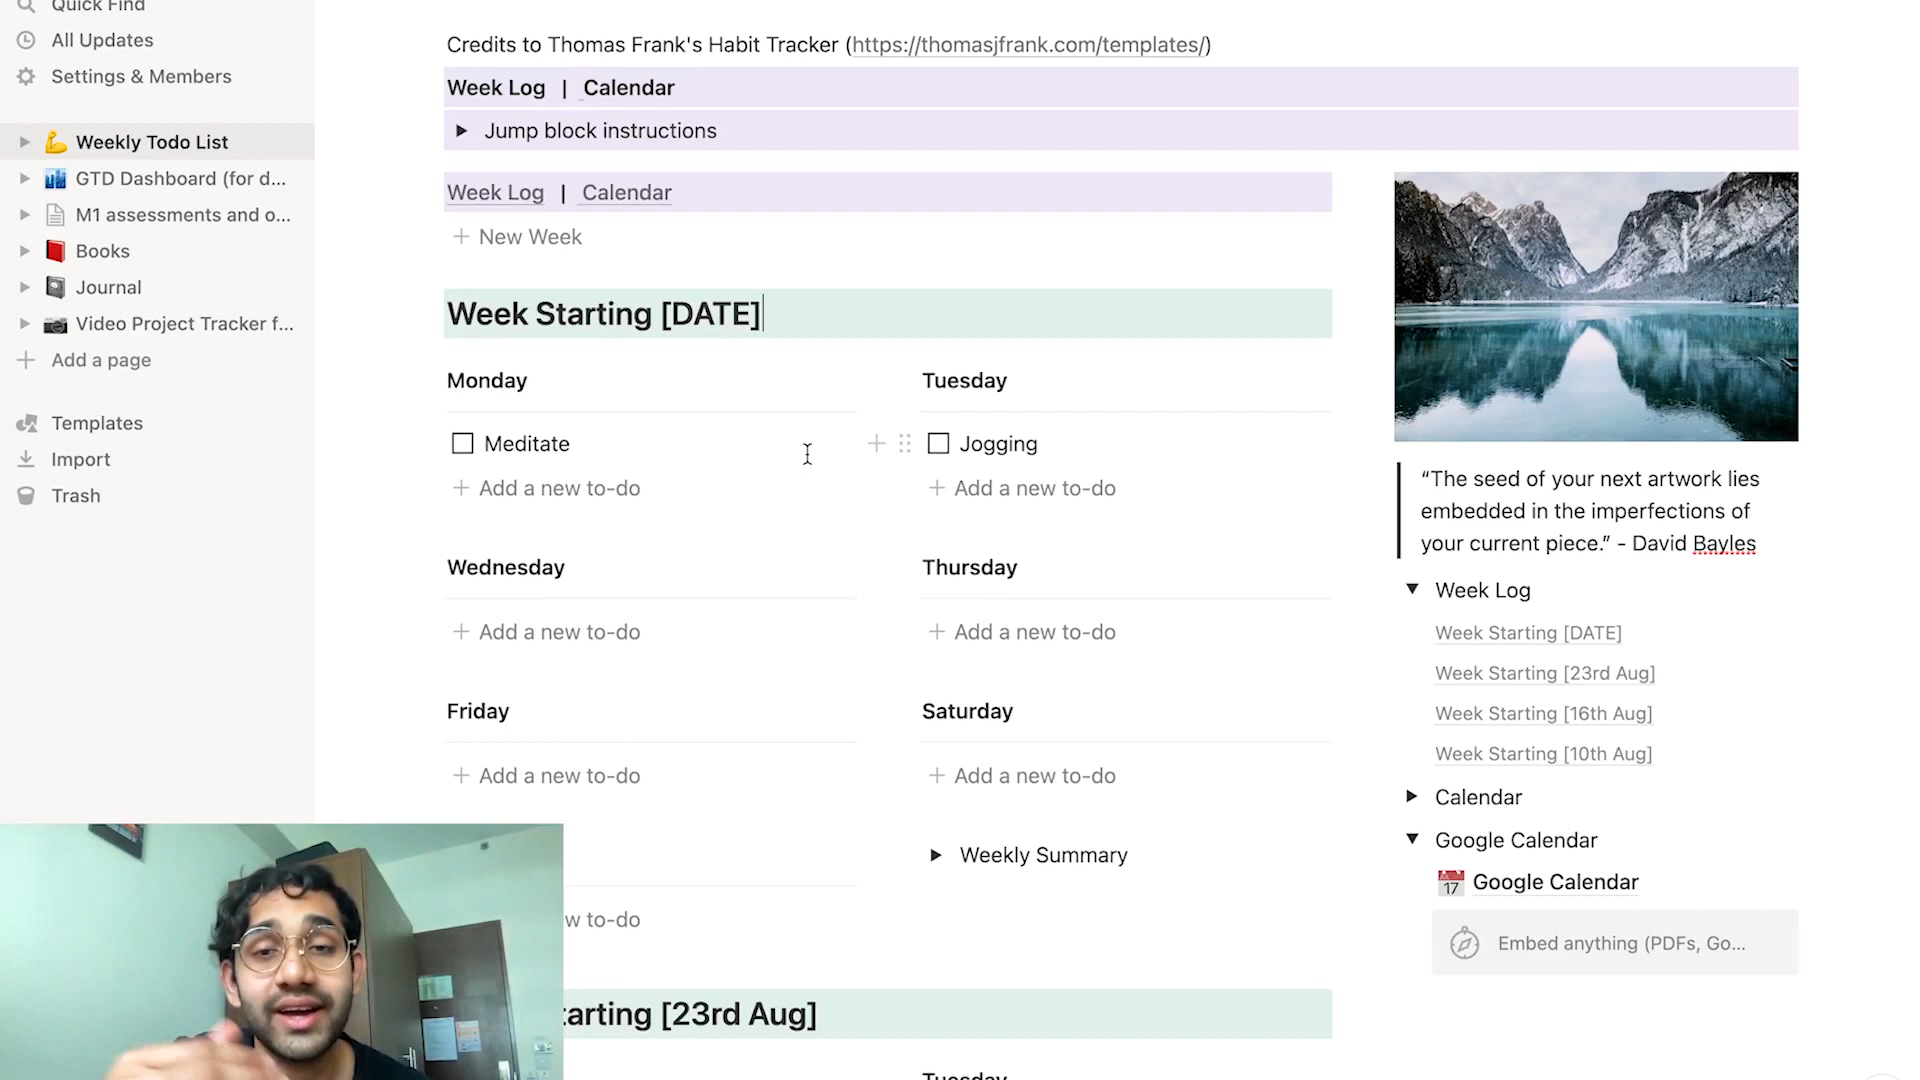 Quick Find
All Updates
Settings & Members
Weekly Todo List
GTD Dashboard (for d...
M1 assessments and o...
Books
Journal
Video Project Tracker f...
Add a page
Templates
Import
Trash
Credits to Thomas Frank's Habit Tracker (https://thomasjfrank.com/templates/)
Week Log | Calendar
Jump block instructions
Week Log | Calendar
New Week
Week Starting [DATE]
Monday
Meditate
Add a new to-do
Tuesday
Jogging
Add a new to-do
Wednesday
Add a new to-do
Thursday
Add a new to-do
Friday
Add a new to-do
Saturday
Add a new to-do
w to-do
Weekly Summary
tarting [23rd Aug]
Tuesday
“The seed of your next artwork lies
embedded in the imperfections of
your current piece.” - David Bayles
Week Log
Week Starting [DATE]
Week Starting [23rd Aug]
Week Starting [16th Aug]
Week Starting [10th Aug]
Calendar
Google Calendar
17
Google Calendar
Embed anything (PDFs, Go...